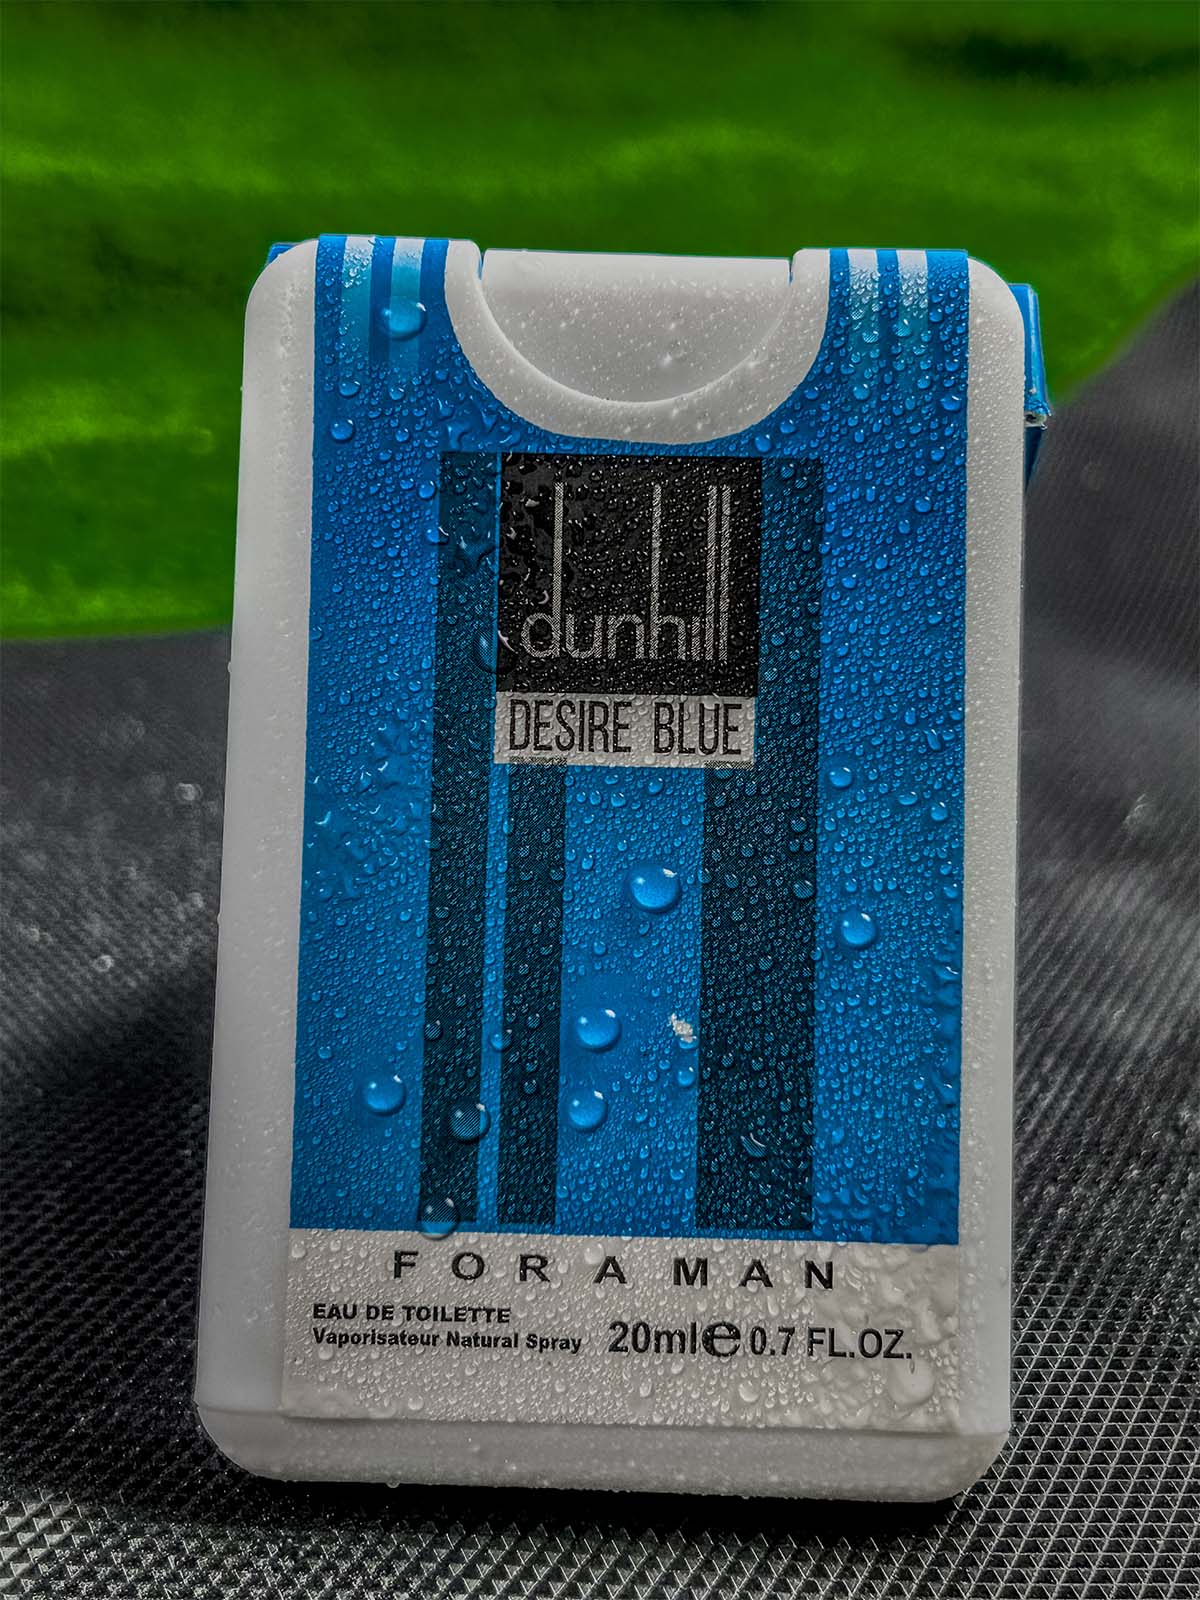 dunhill
DESIRE BLUE
FOR A MAN
EAU DE TOILETTE
Vaporisateur Natural Spray
20ml℮ 0.7 FL.OZ.